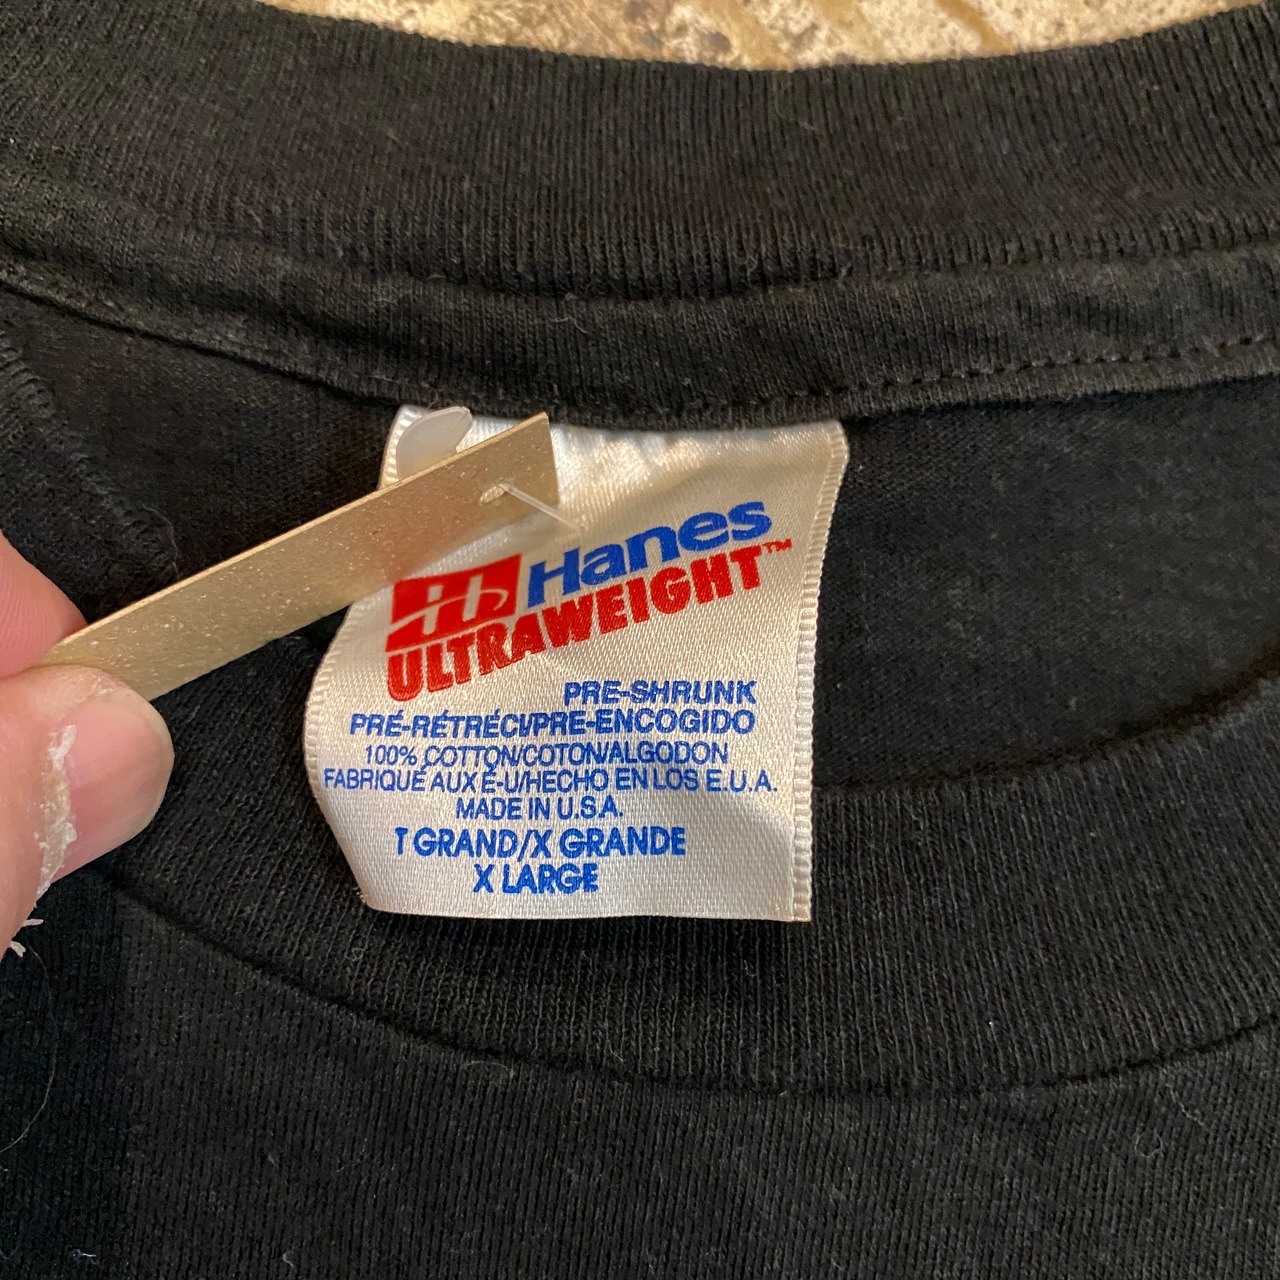 Hanes
ULTRAWEIGHT™
PRE-SHRUNK
PRÉ-RÉTRÉCI/PRE-ENCOGIDO
100% COTTON/COTON/ALGODON
FABRIQUÉ AUX É-U/HECHO EN LOS E.U.A.
MADE IN U.S.A.
T GRAND/X GRANDE
X LARGE